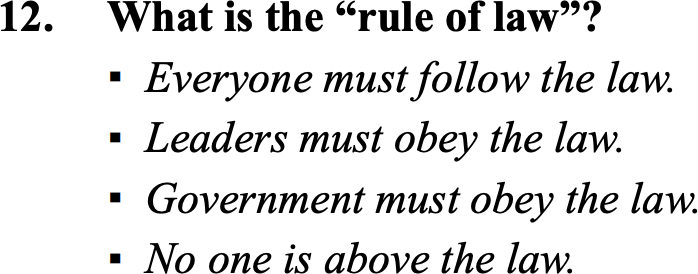 12. What is the “rule of law”?
▪ Everyone must follow the law.
▪ Leaders must obey the law.
▪ Government must obey the law.
▪ No one is above the law.